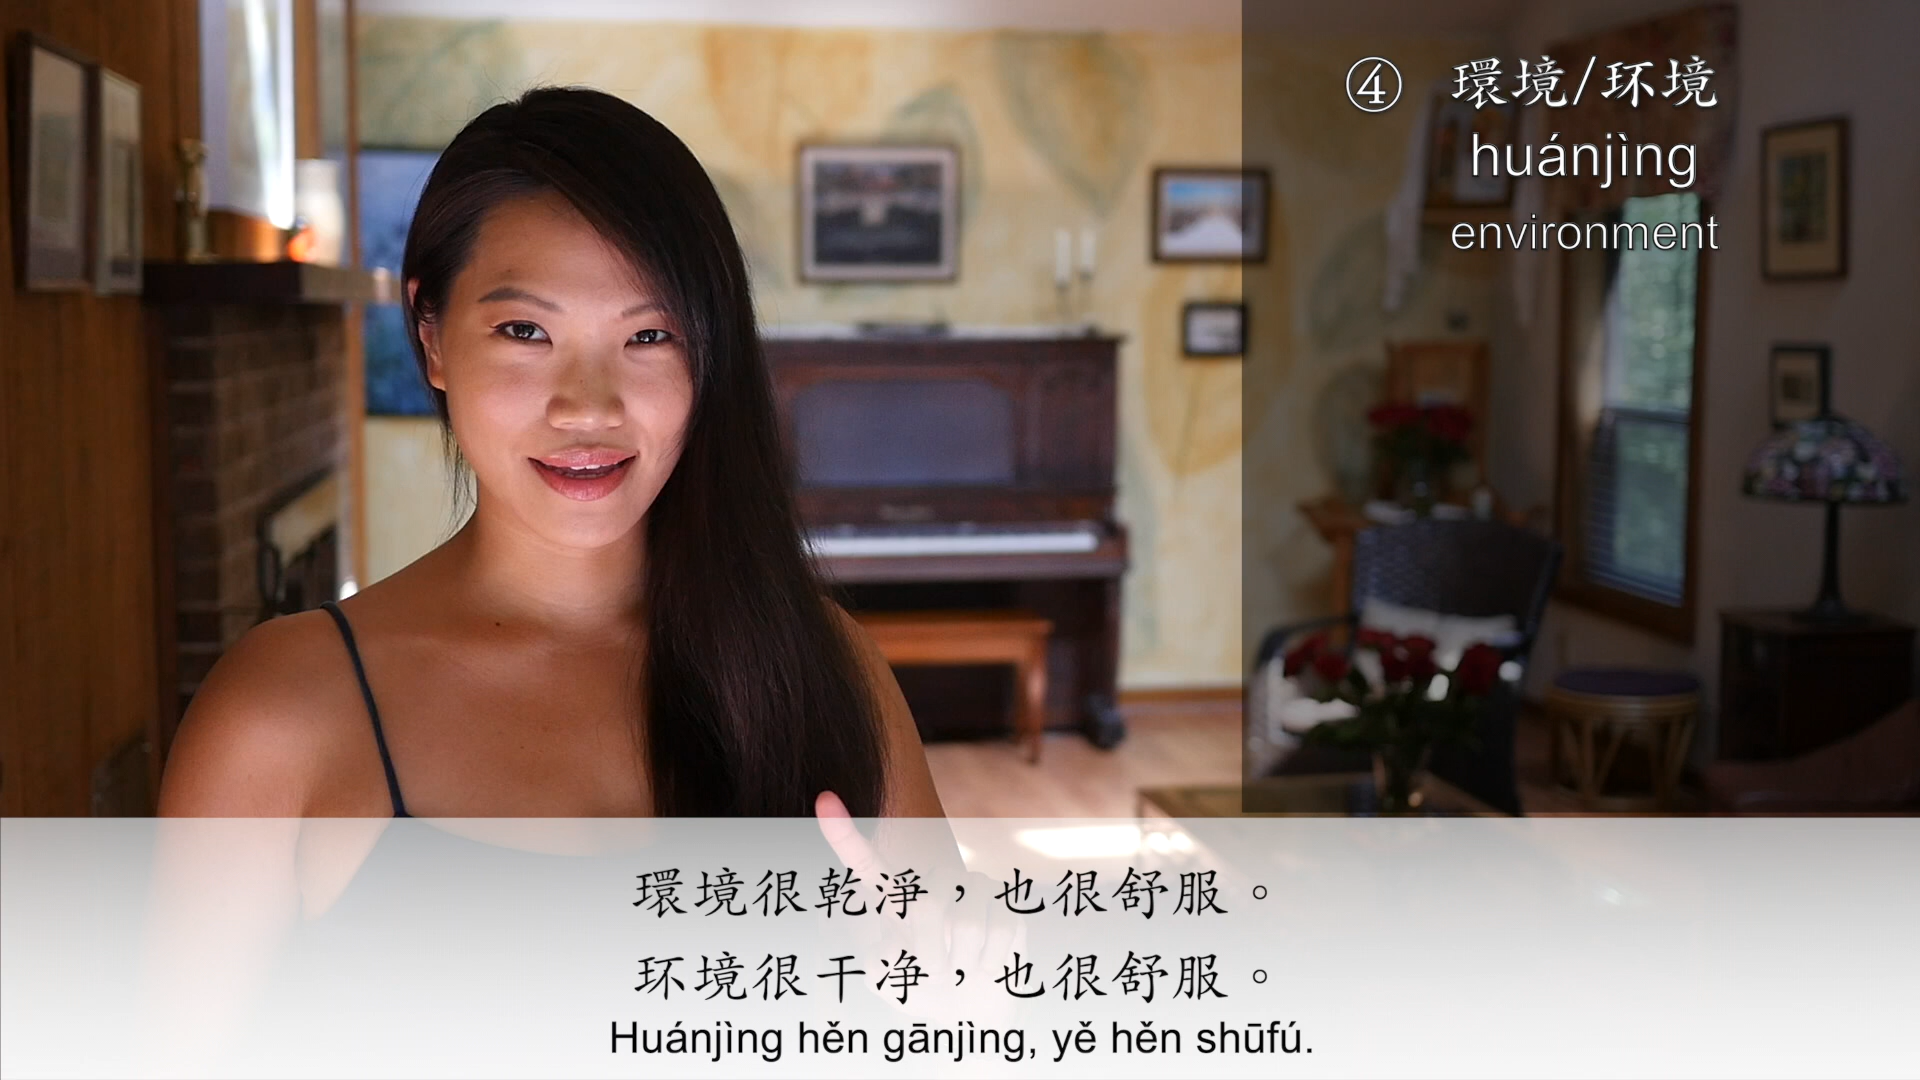 ④ 環境/环境
huánjìng
environment
環境很乾淨，也很舒服。
环境很干净，也很舒服。
Huánjìng hěn gānjìng, yě hěn shūfú.